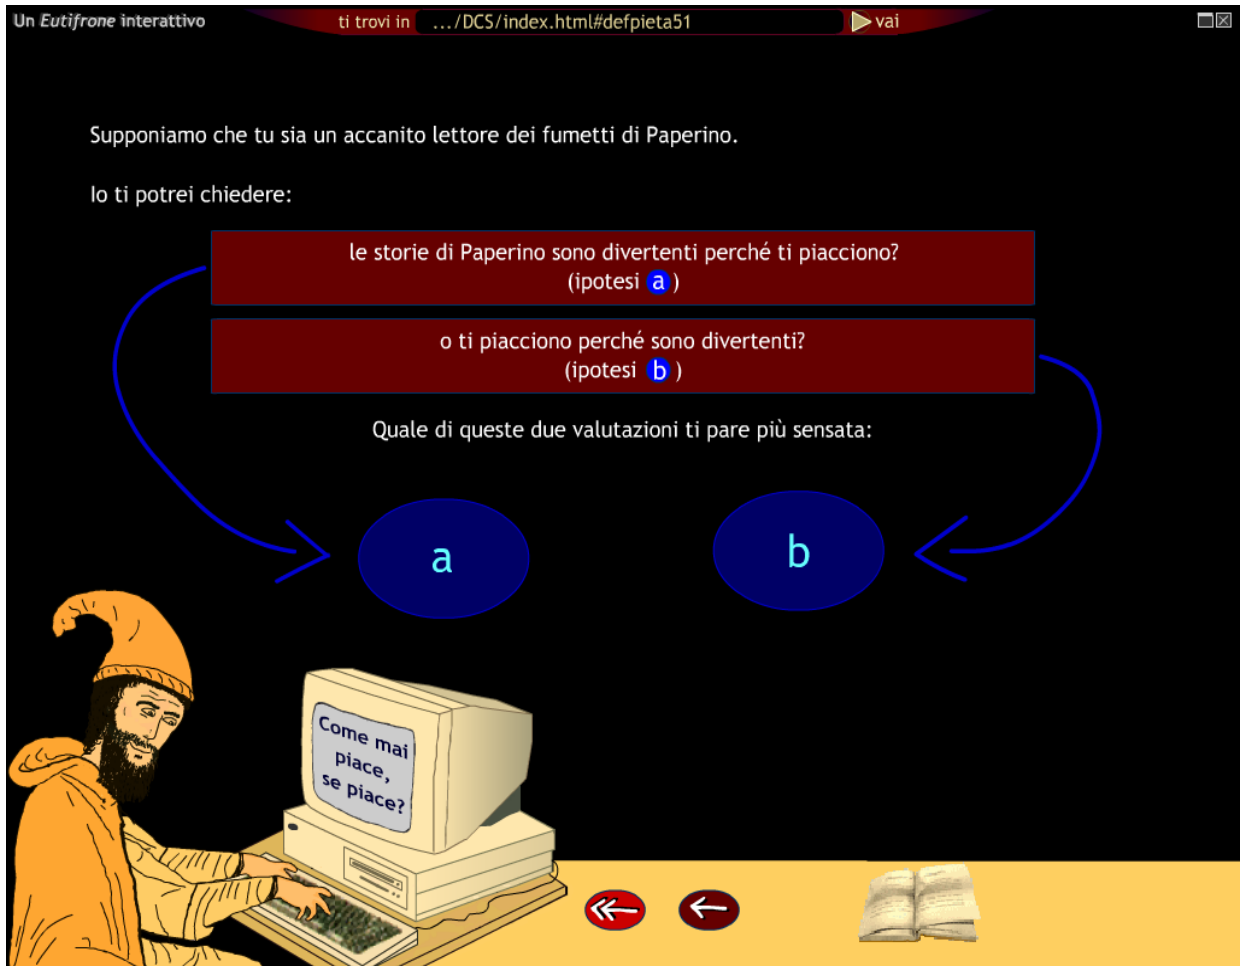 Un Eutifrone interattivo
ti trovi in .../DCS/index.html#defpieta51 vai
Supponiamo che tu sia un accanito lettore dei fumetti di Paperino.
Io ti potrei chiedere:
le storie di Paperino sono divertenti perché ti piacciono?
(ipotesi a)
o ti piacciono perché sono divertenti?
(ipotesi b)
Quale di queste due valutazioni ti pare più sensata:
a b
Come mai
piace,
se piace?